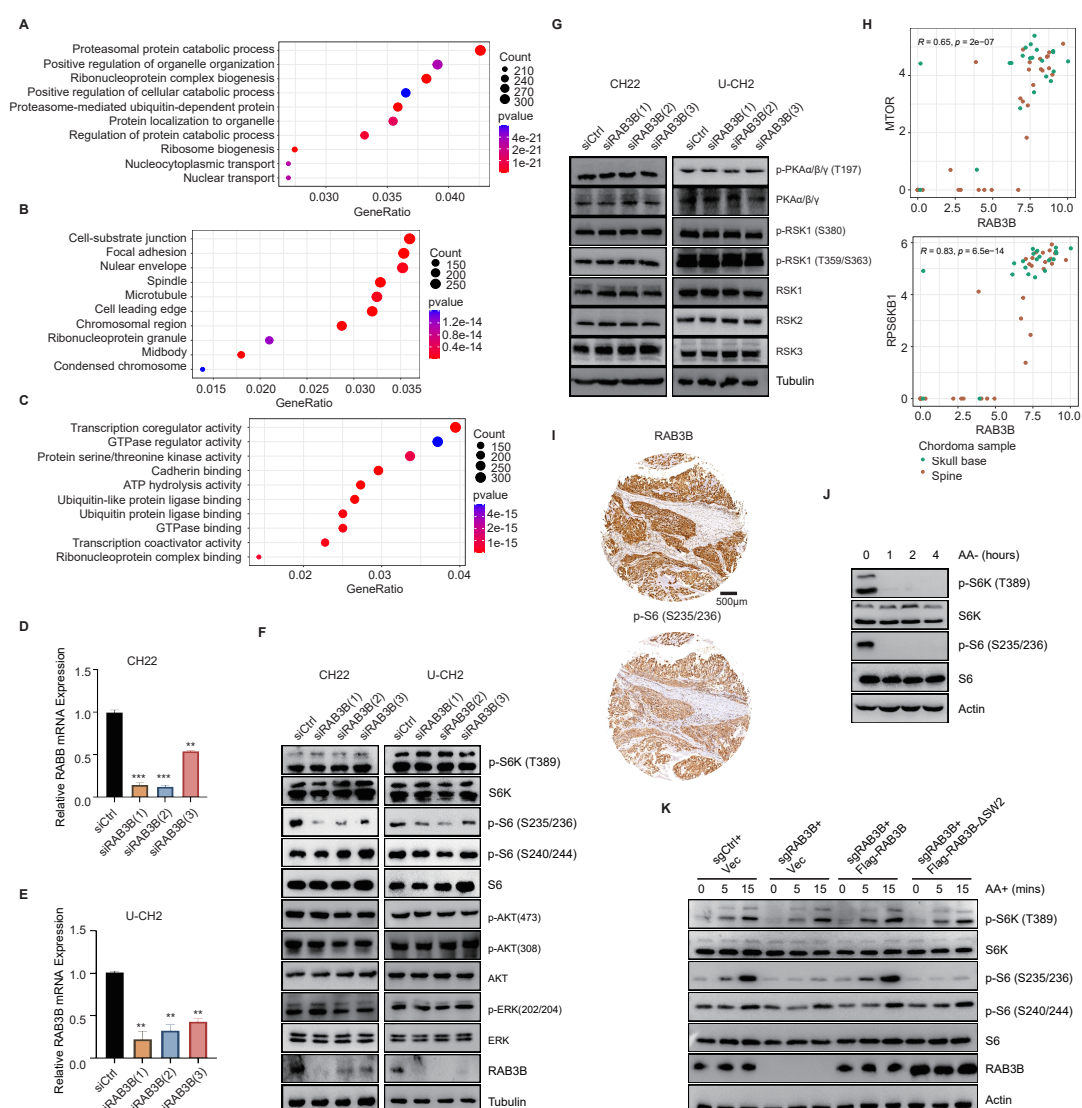 A
Proteasomal protein catabolic process
Positive regulation of organelle organization
Ribonucleoprotein complex biogenesis
Positive regulation of cellular catabolic process
Proteasome-mediated ubiquitin-dependent protein
Protein localization to organelle
Regulation of protein catabolic process
Ribosome biogenesis
Nucleocytoplasmic transport
Nuclear transport
0.030 0.035 0.040
GeneRatio
Count
210
240
270
300
pvalue
4e-21
2e-21
1e-21
B
Cell-substrate junction
Focal adhesion
Nulear envelope
Spindle
Microtubule
Cell leading edge
Chromosomal region
Ribonucleoprotein granule
Midbody
Condensed chromosome
0.015 0.020 0.025 0.030 0.035
GeneRatio
Count
150
200
250
pvalue
1.2e-14
0.8e-14
0.4e-14
C
Transcription coregulator activity
GTPase regulator activity
Protein serine/threonine kinase activity
Cadherin binding
ATP hydrolysis activity
Ubiquitin-like protein ligase binding
Ubiquitin protein ligase binding
GTPase binding
Transcription coactivator activity
Ribonucleoprotein complex binding
0.02 0.03 0.04
GeneRatio
Count
150
200
250
300
pvalue
4e-15
2e-15
1e-15
D
CH22
Relative RABB mRNA Expression
1.5
1.0
0.5
0.0
*** *** **
siCtrl
siRAB3B(1)
siRAB3B(2)
siRAB3B(3)
E
U-CH2
Relative RAB3B mRNA Expression
1.5
1.0
0.5
0.0
** ** **
siCtrl
siRAB3B(1)
siRAB3B(2)
siRAB3B(3)
F
CH22 U-CH2
siCtrl
siRAB3B(1)
siRAB3B(2)
siRAB3B(3)
siCtrl
siRAB3B(1)
siRAB3B(2)
siRAB3B(3)
p-S6K (T389)
S6K
p-S6 (S235/236)
p-S6 (S240/244)
S6
p-AKT(473)
p-AKT(308)
AKT
p-ERK(202/204)
ERK
RAB3B
Tubulin
G
CH22 U-CH2
siCtrl
siRAB3B(1)
siRAB3B(2)
siRAB3B(3)
siCtrl
siRAB3B(1)
siRAB3B(2)
siRAB3B(3)
p-PKAα/β/γ (T197)
PKAα/β/γ
p-RSK1 (S380)
p-RSK1 (T359/S363)
RSK1
RSK2
RSK3
Tubulin
H
R = 0.65, p = 2e-07
MTOR
4
2
0
0.0 2.5 5.0 7.5 10.0
RAB3B
R = 0.83, p = 6.5e-14
RPS6KB1
6
4
2
0
0.0 2.5 5.0 7.5 10.0
RAB3B
Chordoma sample
Skull base
Spine
I
RAB3B
500μm
p-S6 (S235/236)
J
0 1 2 4 AA- (hours)
p-S6K (T389)
S6K
p-S6 (S235/236)
S6
Actin
K
sgCtrl+
Vec
sgRAB3B+
Vec
sgRAB3B+
Flag-RAB3B
sgRAB3B+
Flag-RAB3B-ΔSW2
0 5 15 0 5 15 0 5 15 0 5 15 AA+ (mins)
p-S6K (T389)
S6K
p-S6 (S235/236)
p-S6 (S240/244)
S6
RAB3B
Actin